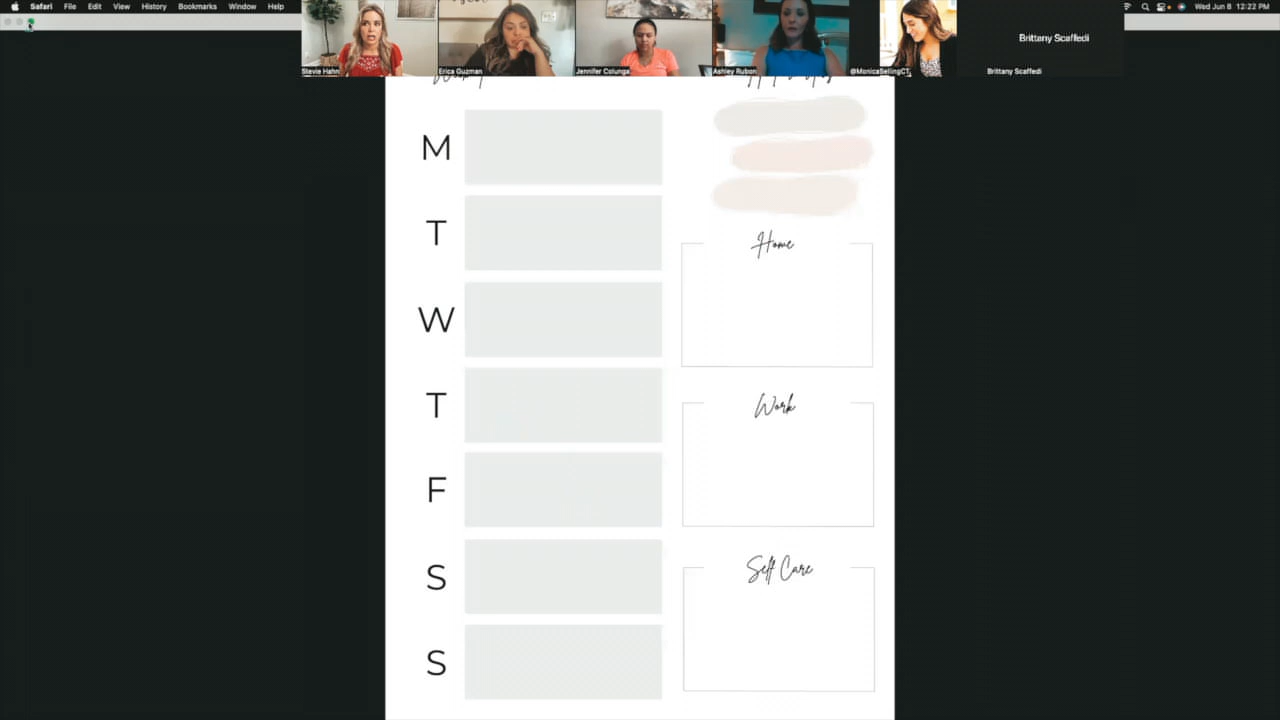 Safari File Edit View History Bookmarks Window Help
Wed Jun 8 12:22 PM
Brittany Scaffedi
Stevie Hahn
Erica Guzman
Jennifer Colunga
Ashley Rubon
@MonicaSellingCT
Brittany Scaffedi
M
T
W
T
F
S
S
Home
Work
Self Care